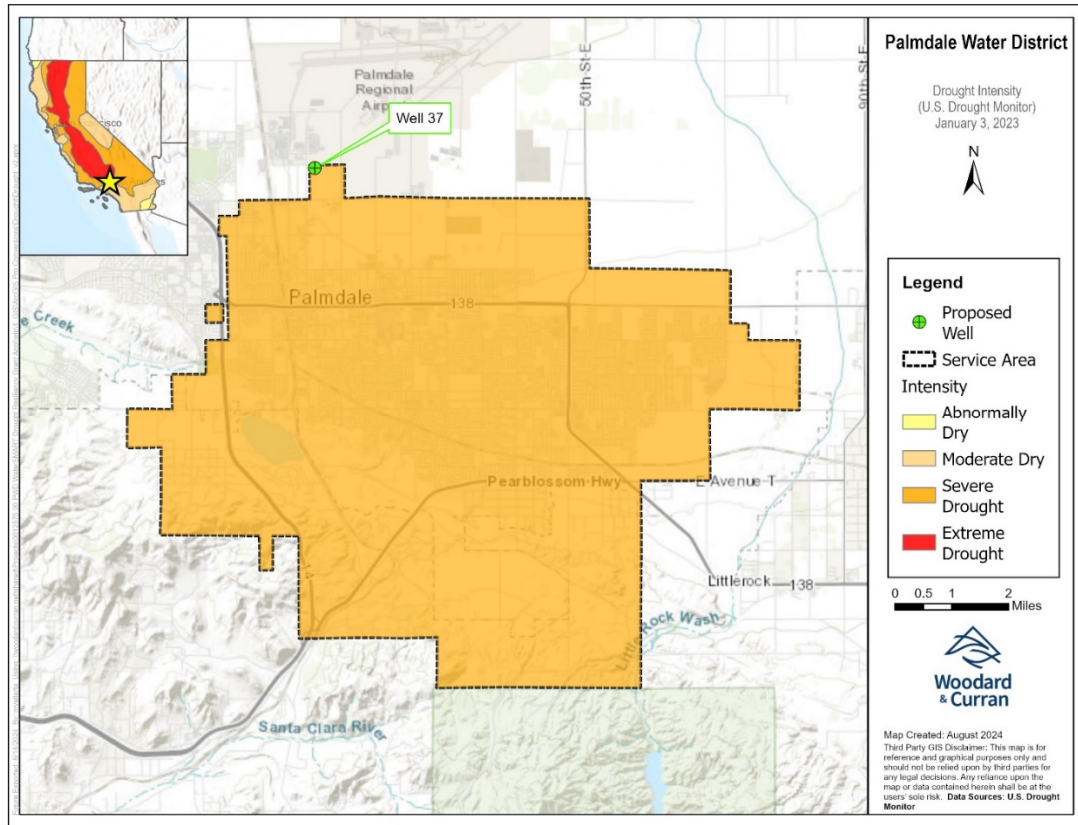 Palmdale Water District
Drought Intensity
(U.S. Drought Monitor)
January 3, 2023
N
Legend
Proposed
Well
Service Area
Intensity
Abnormally
Dry
Moderate Dry
Severe
Drought
Extreme
Drought
0 0.5 1 2
Miles
Woodard
& Curran
Map Created: August 2024
Third Party GIS Disclaimer: This map is for
reference and graphical purposes only and
should not be relied upon by third parties for
any legal decisions. Any reliance upon the
map or data contained herein shall be at the
users' sole risk. Data Sources: U.S. Drought
Monitor
Palmdale
Regional
Airp
Well 37
50th St E
90th St E
Palmdale
138
e Creek
14
Pearblossom Hwy
E Avenue T
Littlerock
138
Little Rock Wash
Santa Clara River